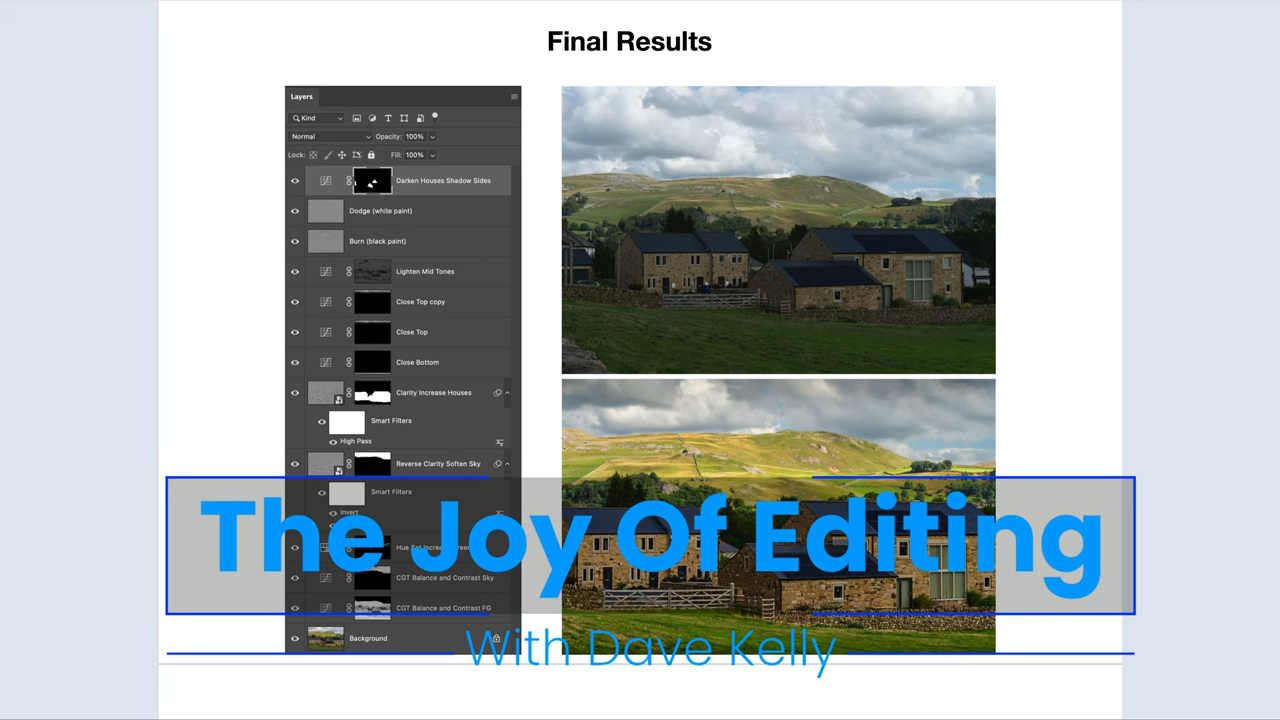 Final Results
Layers
Kind
Normal
Opacity: 100%
Lock:
Fill: 100%
Darken Houses Shadow Sides
Dodge (white paint)
Burn (black paint)
Lighten Mid Tones
Close Top copy
Close Top
Close Bottom
Clarity Increase Houses
Smart Filters
High Pass
Reverse Clarity Soften Sky
Smart Filters
Invert
The Joy Of Editing
CGT Balance and Contrast Sky
CGT Balance and Contrast FG
Background
With Dave Kelly